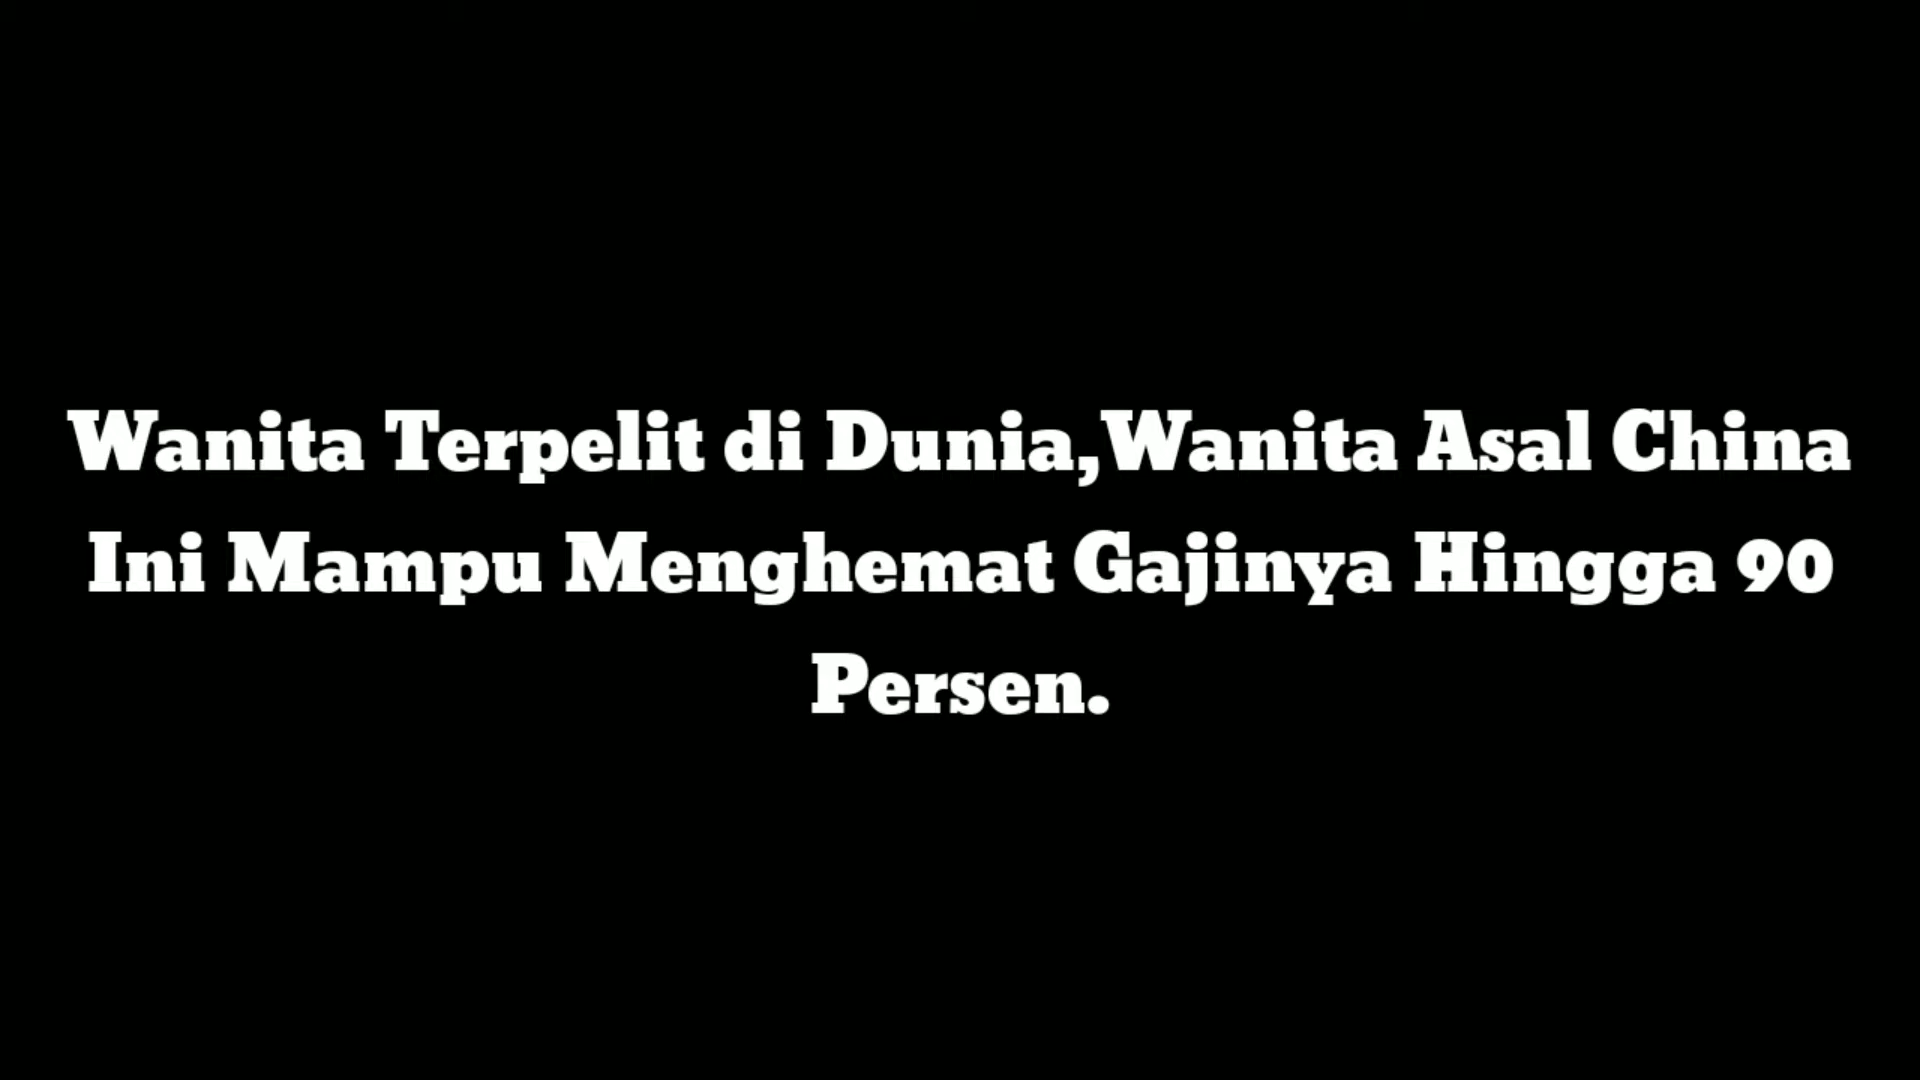 Wanita Terpelit di Dunia,Wanita Asal China
Ini Mampu Menghemat Gajinya Hingga 90
Persen.